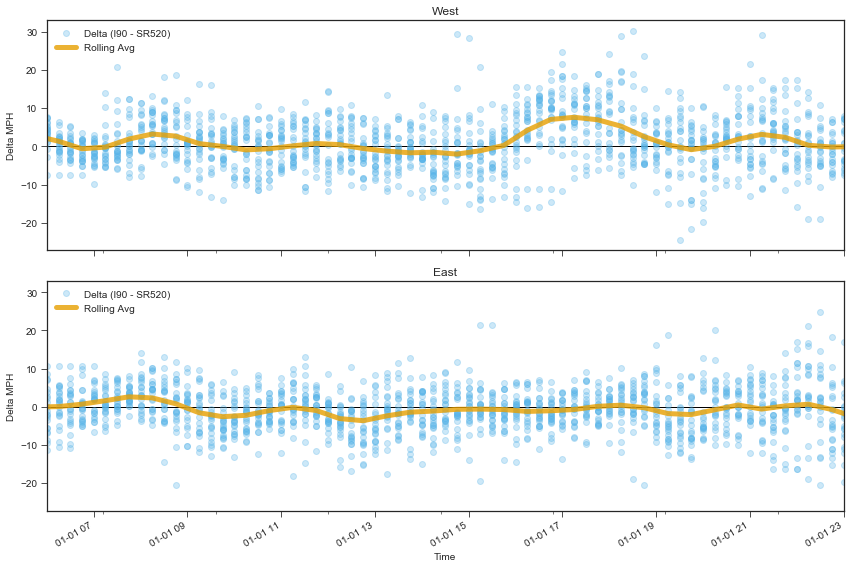 West
30
20
10
0
−10
−20
Delta MPH
Delta (I90 - SR520)
Rolling Avg
East
30
20
10
0
−10
−20
Delta MPH
Delta (I90 - SR520)
Rolling Avg
01-01 07
01-01 09
01-01 11
01-01 13
01-01 15
01-01 17
01-01 19
01-01 21
01-01 23
Time